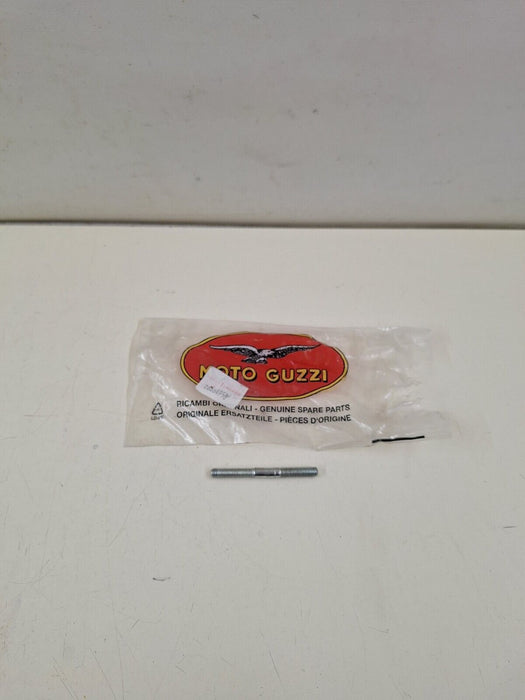 MOTO GUZZI
RICAMBI ORIGINALI - GENUINE SPARE PARTS
ORIGINALE ERSATZTEILE - PIÈCES D'ORIGINE